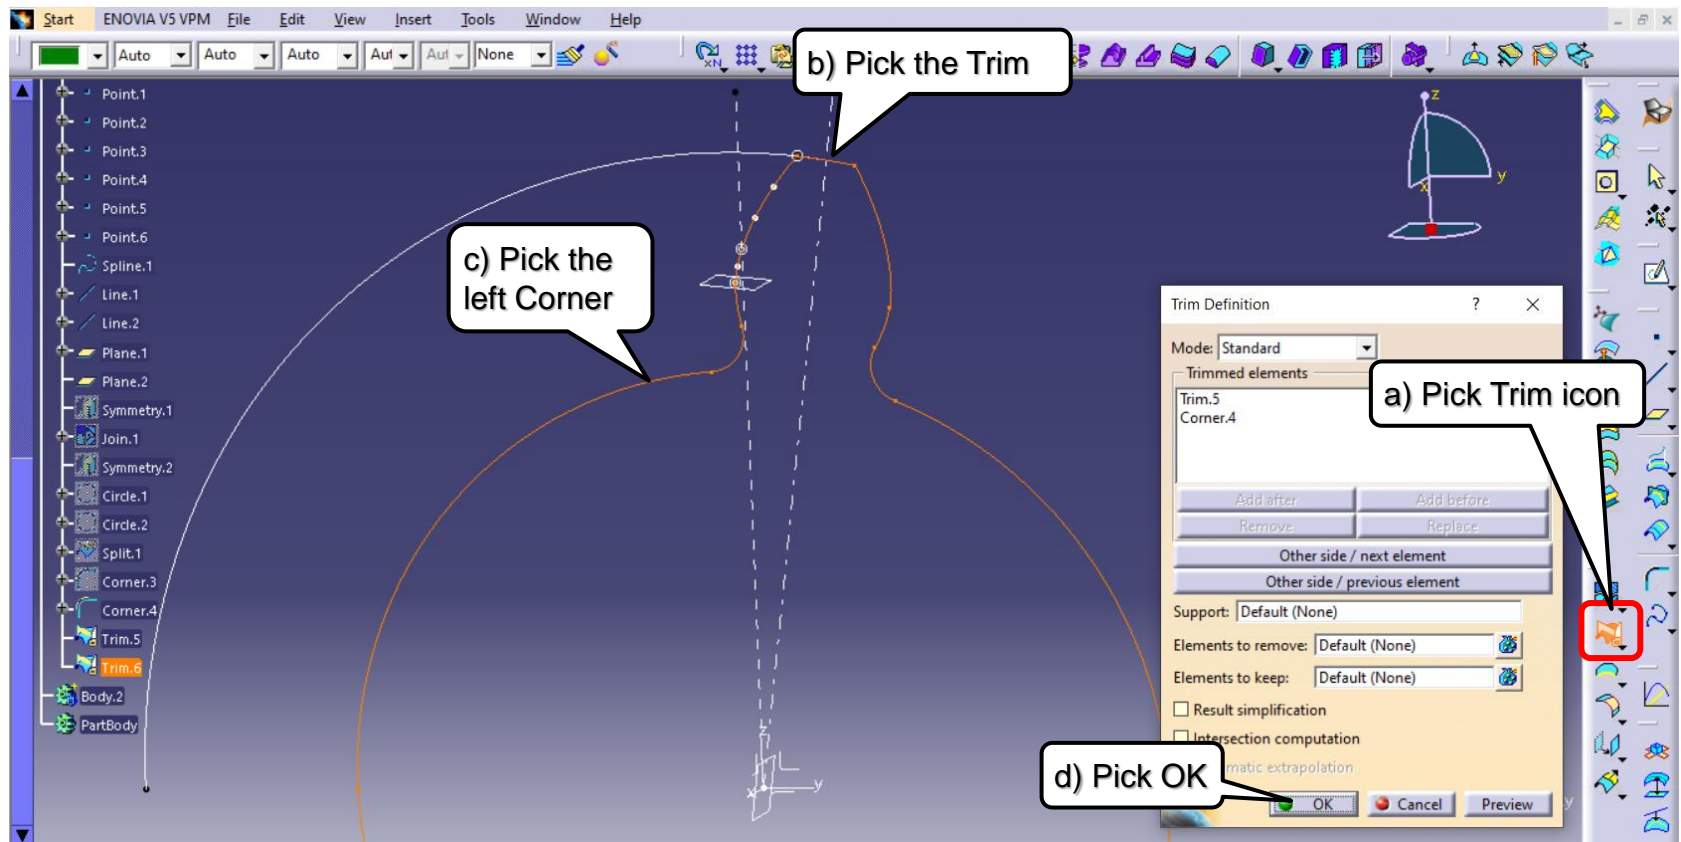 Start ENOVIA V5 VPM File Edit View Insert Tools Window Help
Auto Auto Auto Aut Aut None
b) Pick the Trim
Point.1
Point.2
Point.3
Point.4
Point.5
Point.6
Spline.1
Line.1
Line.2
Plane.1
Plane.2
Symmetry.1
Join.1
Symmetry.2
Circle.1
Circle.2
Split.1
Corner.3
Corner.4
Trim.5
Trim.6
Body.2
PartBody
c) Pick the
left Corner
z
y
x
z
y
x
Trim Definition ? ×
Mode: Standard
Trimmed elements
Trim.5
Corner.4
a) Pick Trim icon
Add after Add before
Remove Replace
Other side / next element
Other side / previous element
Support: Default (None)
Elements to remove: Default (None)
Elements to keep: Default (None)
Result simplification
Intersection computation
matic extrapolation
d) Pick OK
OK Cancel Preview
y